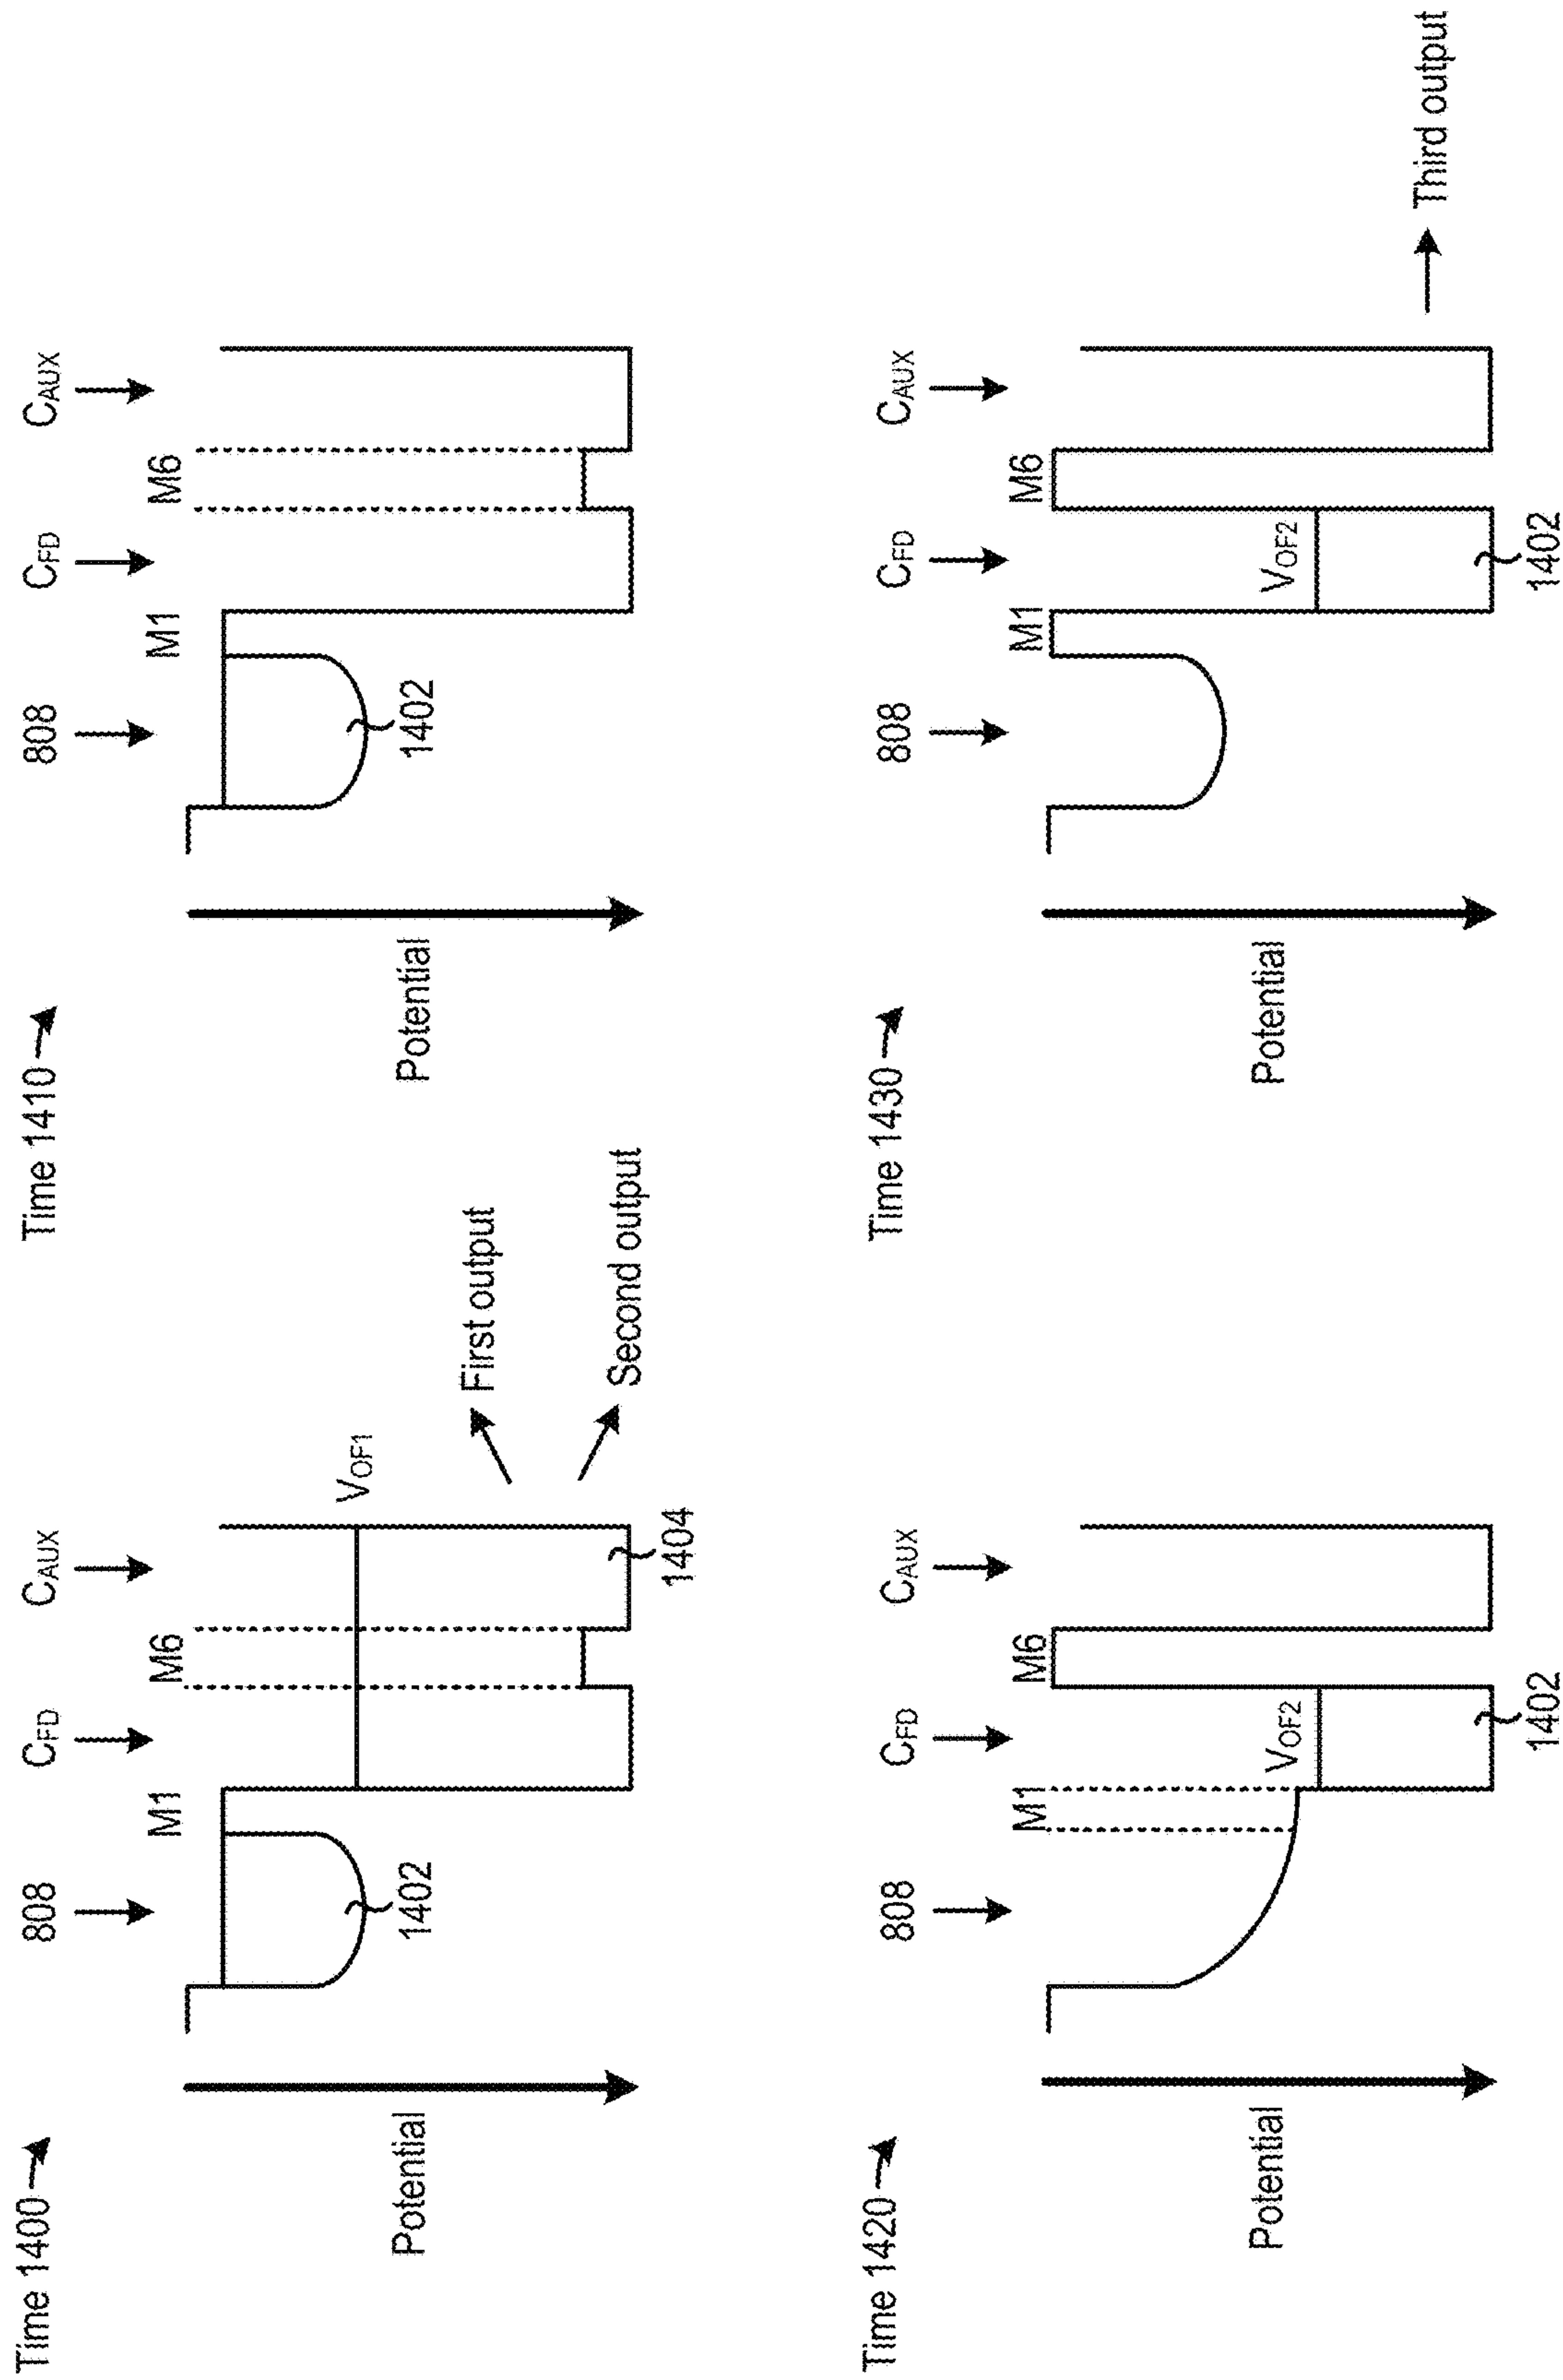 Time 1400
808
M1
CFD
M6
CAUX
VOF1
Potential
1402
1404
First output
Second output
Time 1410
808
M1
CFD
M6
CAUX
Potential
1402
Time 1420
808
M1
CFD
M6
CAUX
VOF2
Potential
1402
Time 1430
808
M1
CFD
M6
CAUX
VOF2
Potential
1402
Third output